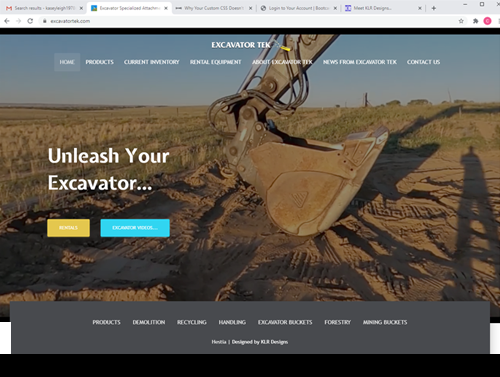 Search results - kaseyleigh197
Excavator Specialized Attachm
Why Your Custom CSS Doesn't
Login to Your Account |
Meet KLR Designs...
excavatortek.com
EXCAVATOR TEK
HOME PRODUCTS CURRENT INVENTORY RENTAL EQUIPMENT ABOUT EXCAVATOR TEK NEWS FROM EXCAVATOR TEK CONTACT US
Unleash Your
Excavator...
RENTALS EXCAVATOR VIDEOS...
PRODUCTS DEMOLITION RECYCLING HANDLING EXCAVATOR BUCKETS FORESTRY MINING BUCKETS
Hestia | Designed by KLR Designs